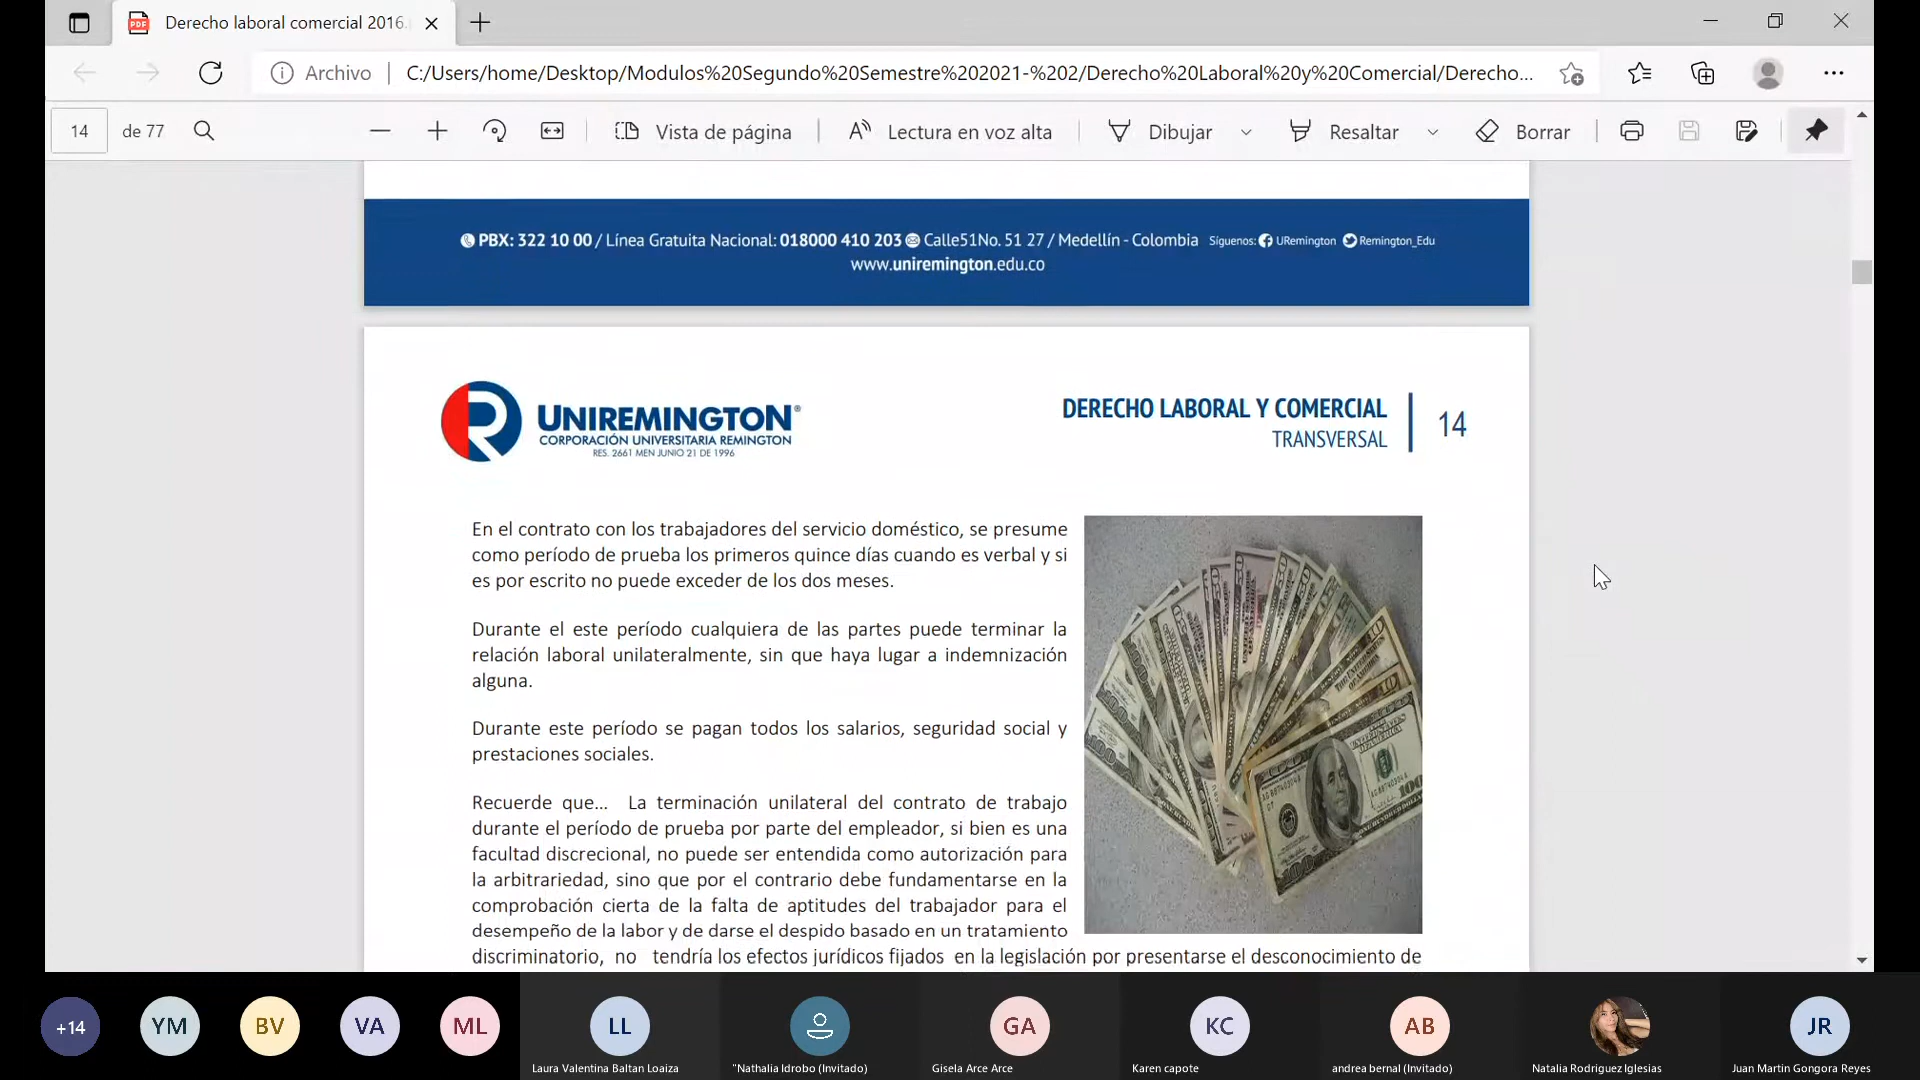 Derecho laboral comercial 2016.
Archivo
C:/Users/home/Desktop/Modulos%20Segundo%20Semestre%202021-%202/Derecho%20Laboral%20y%20Comercial/Derecho...
14 de 77
Vista de página
Lectura en voz alta
Dibujar
Resaltar
Borrar
PBX: 322 10 00 / Línea Gratuita Nacional: 018000 410 203 Calle51No. 51 27 / Medellín - Colombia Síguenos: URemington Remington_Edu
www.uniremington.edu.co
UNIREMINGTON®
CORPORACIÓN UNIVERSITARIA REMINGTON
RES. 2661 MEN JUNIO 21 DE 1996
DERECHO LABORAL Y COMERCIAL
TRANSVERSAL
14
En el contrato con los trabajadores del servicio doméstico, se presume
como período de prueba los primeros quince días cuando es verbal y si
es por escrito no puede exceder de los dos meses.
Durante el este período cualquiera de las partes puede terminar la
relación laboral unilateralmente, sin que haya lugar a indemnización
alguna.
Durante este período se pagan todos los salarios, seguridad social y
prestaciones sociales.
Recuerde que... La terminación unilateral del contrato de trabajo
durante el período de prueba por parte del empleador, si bien es una
facultad discrecional, no puede ser entendida como autorización para
la arbitrariedad, sino que por el contrario debe fundamentarse en la
comprobación cierta de la falta de aptitudes del trabajador para el
desempeño de la labor y de darse el despido basado en un tratamiento
discriminatorio, no tendría los efectos jurídicos fijados en la legislación por presentarse el desconocimiento de
+14
YM
BV
VA
ML
LL
GA
KC
AB
JR
Laura Valentina Baltan Loaiza
"Nathalia Idrobo (Invitado)
Gisela Arce Arce
Karen capote
andrea bernal (Invitado)
Natalia Rodriguez Iglesias
Juan Martin Gongora Reyes